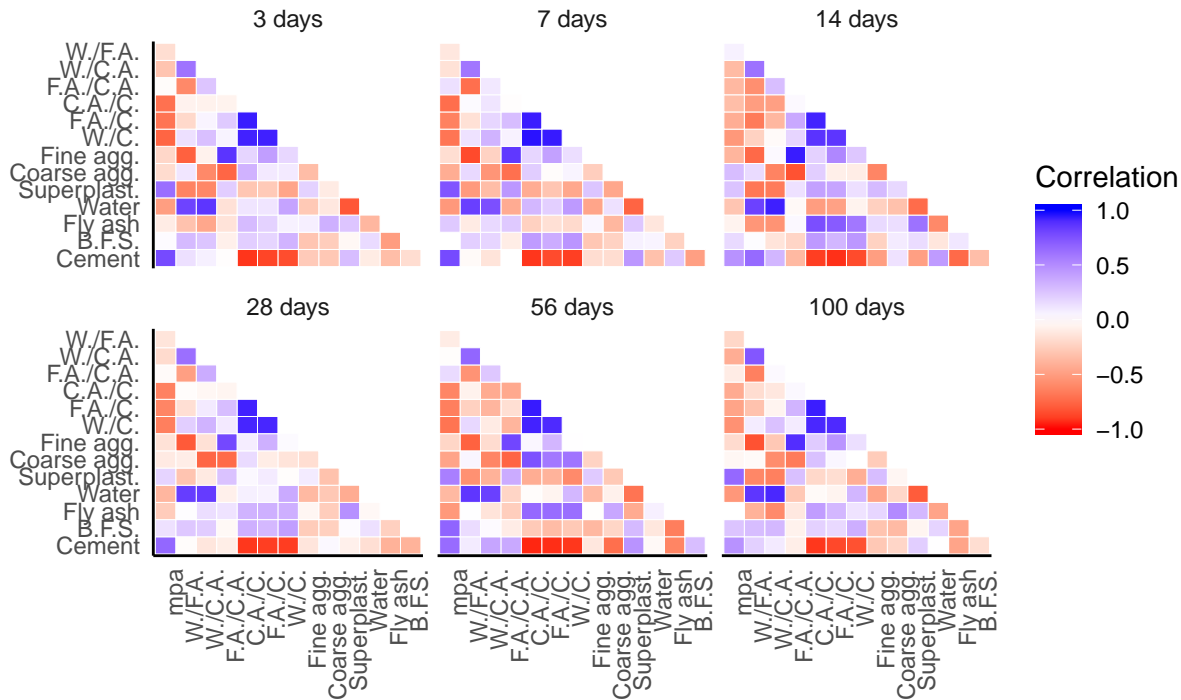 3 days
7 days
14 days
W./F.A.
W./C.A.
F.A./C.A.
C.A./C.
F.A./C.
W./C.
Fine agg.
Coarse agg.
Superplast.
Water
Fly ash
B.F.S.
Cement
Correlation
1.0
0.5
0.0
−0.5
−1.0
28 days
56 days
100 days
W./F.A.
W./C.A.
F.A./C.A.
C.A./C.
F.A./C.
W./C.
Fine agg.
Coarse agg.
Superplast.
Water
Fly ash
B.F.S.
Cement
mpa
W./F.A.
W./C.A.
F.A./C.A.
C.A./C.
F.A./C.
W./C.
Fine agg.
Coarse agg.
Superplast.
Water
Fly ash
B.F.S.
mpa
W./F.A.
W./C.A.
F.A./C.A.
C.A./C.
F.A./C.
W./C.
Fine agg.
Coarse agg.
Superplast.
Water
Fly ash
B.F.S.
mpa
W./F.A.
W./C.A.
F.A./C.A.
C.A./C.
F.A./C.
W./C.
Fine agg.
Coarse agg.
Superplast.
Water
Fly ash
B.F.S.